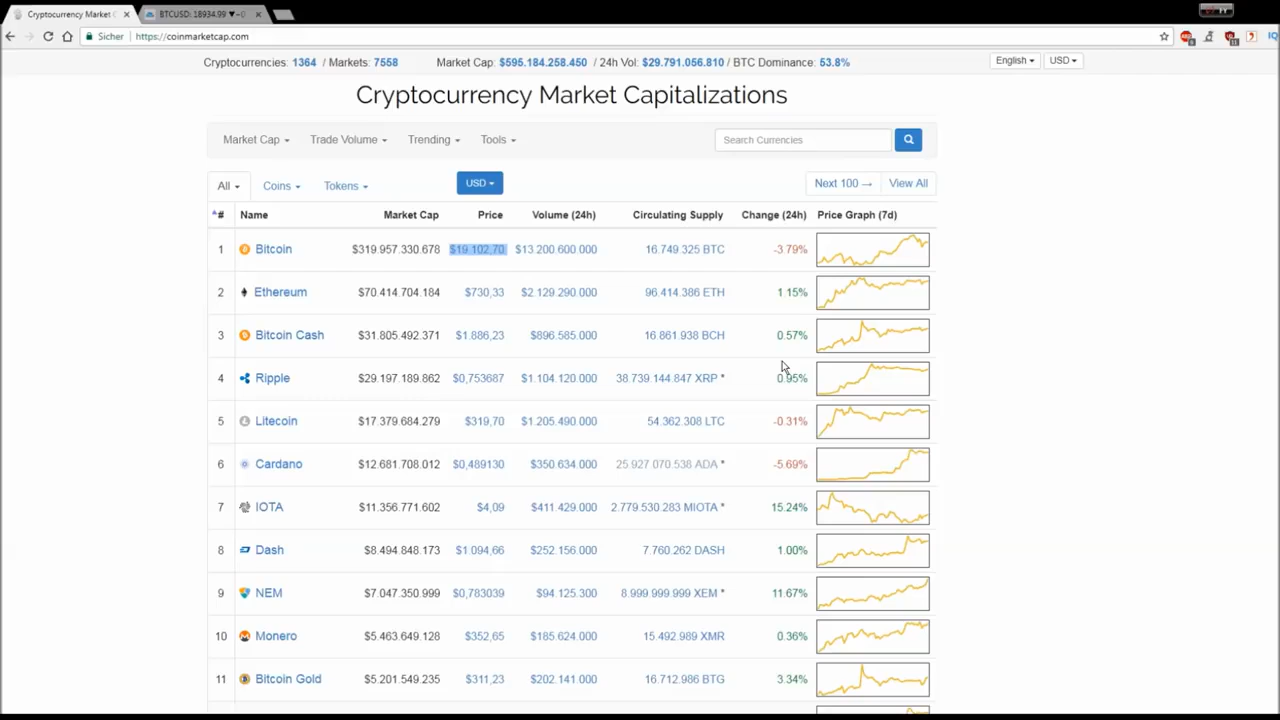 Cryptocurrency Market C
BTCUSD: 18934.99 ▼
Sicher
https://coinmarketcap.com
Cryptocurrencies: 1364 / Markets: 7558 Market Cap: $595.184.258.450 / 24h Vol: $29.791.056.810 / BTC Dominance: 53.8% English USD
Cryptocurrency Market Capitalizations
Market Cap Trade Volume Trending Tools Search Currencies
All Coins Tokens USD Next 100 → View All
# Name Market Cap Price Volume (24h) Circulating Supply Change (24h) Price Graph (7d)
1 Bitcoin $319.957.330.678 $19.102,70 $13.200.600.000 16.749.325 BTC -3.79%
2 Ethereum $70.414.704.184 $730,33 $2.129.290.000 96.414.386 ETH 1.15%
3 Bitcoin Cash $31.805.492.371 $1.886,23 $896.585.000 16.861.938 BCH 0.57%
4 Ripple $29.197.189.862 $0,753687 $1.104.120.000 38.739.144.847 XRP * 0.95%
5 Litecoin $17.379.684.279 $319,70 $1.205.490.000 54.362.308 LTC -0.31%
6 Cardano $12.681.708.012 $0,489130 $350.634.000 25.927.070.538 ADA * -5.69%
7 IOTA $11.356.771.602 $4,09 $411.429.000 2.779.530.283 MIOTA * 15.24%
8 Dash $8.494.848.173 $1.094,66 $252.156.000 7.760.262 DASH 1.00%
9 NEM $7.047.350.999 $0,783039 $94.125.300 8.999.999.999 XEM * 11.67%
10 Monero $5.463.649.128 $352,65 $185.624.000 15.492.989 XMR 0.36%
11 Bitcoin Gold $5.201.549.235 $311,23 $202.141.000 16.712.986 BTG 3.34%